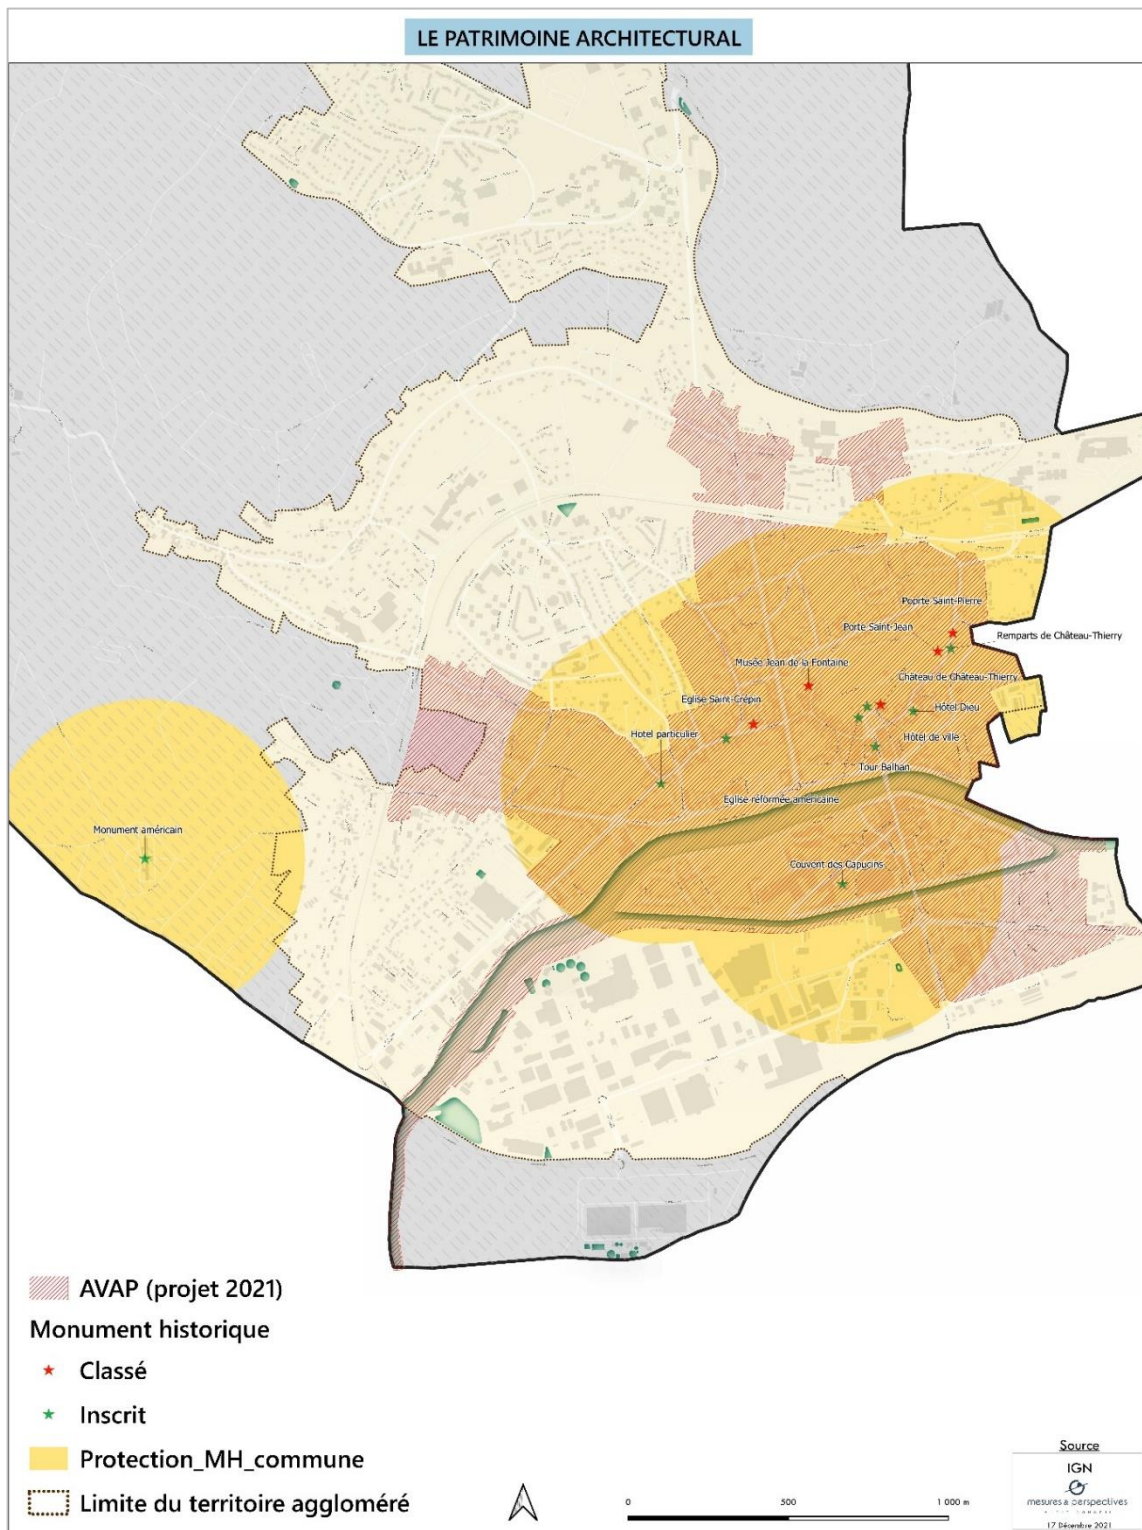 LE PATRIMOINE ARCHITECTURAL
Poprte Saint-Pierre
Porte Saint-Jean
Remparts de Château-Thierry
Musée Jean de la Fontaine
Château de Château-Thierry
Eglise Saint-Crépin
Hôtel Dieu
Hotel particulier
Hôtel de ville
Tour Balhan
Eglise réformée américaine
Monument américain
Couvent des Capucins
AVAP (projet 2021)
Monument historique
Classé
Inscrit
Protection_MH_commune
Limite du territoire aggloméré
0 500 1 000 m
Source
IGN
mesures & perspectives
17 Décembre 2021